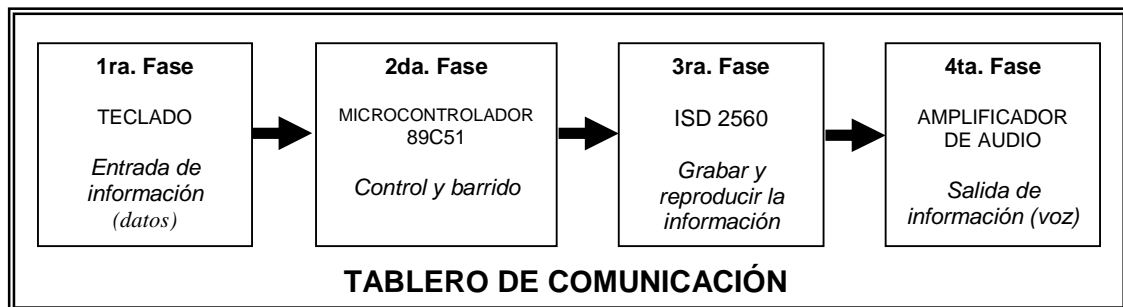 1ra. Fase
TECLADO
Entrada de
información
(datos)
2da. Fase
MICROCONTROLADOR
89C51
Control y barrido
3ra. Fase
ISD 2560
Grabar y
reproducir la
información
4ta. Fase
AMPLIFICADOR
DE AUDIO
Salida de
información (voz)
TABLERO DE COMUNICACIÓN